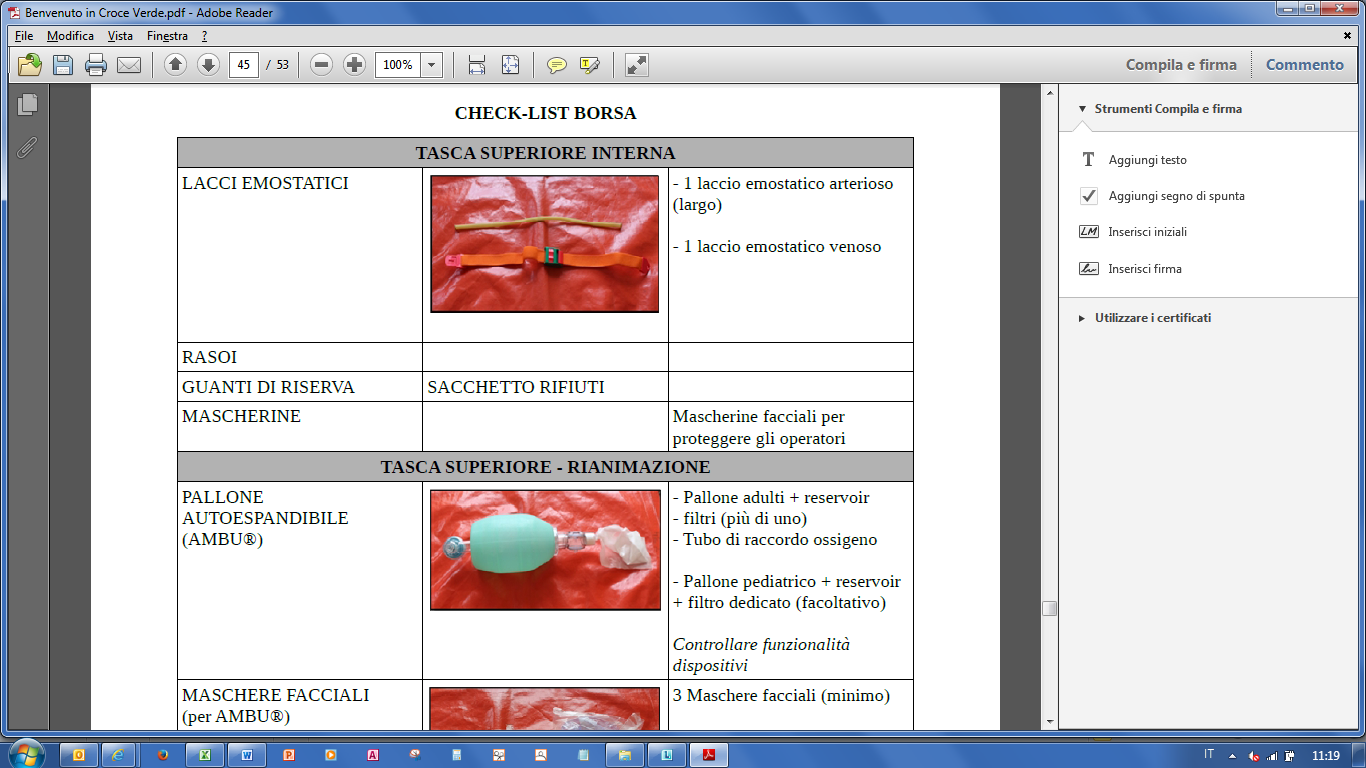 Benvenuto in Croce Verde.pdf - Adobe Reader
File Modifica Vista Finestra ?
45 / 53 100% Compila e firma Commento
CHECK-LIST BORSA
TASCA SUPERIORE INTERNA
LACCI EMOSTATICI
- 1 laccio emostatico arterioso
(largo)
- 1 laccio emostatico venoso
RASOI
GUANTI DI RISERVA SACCHETTO RIFIUTI
MASCHERINE
Mascherine facciali per
proteggere gli operatori
TASCA SUPERIORE - RIANIMAZIONE
PALLONE
AUTOESPANDIBILE
(AMBU®)
- Pallone adulti + reservoir
- filtri (più di uno)
- Tubo di raccordo ossigeno
- Pallone pediatrico + reservoir
+ filtro dedicato (facoltativo)
Controllare funzionalità
dispositivi
MASCHERE FACCIALI
(per AMBU®)
3 Maschere facciali (minimo)
Strumenti Compila e firma
T Aggiungi testo
Aggiungi segno di spunta
LM Inserisci iniziali
Inserisci firma
Utilizzare i certificati
IT 11:19